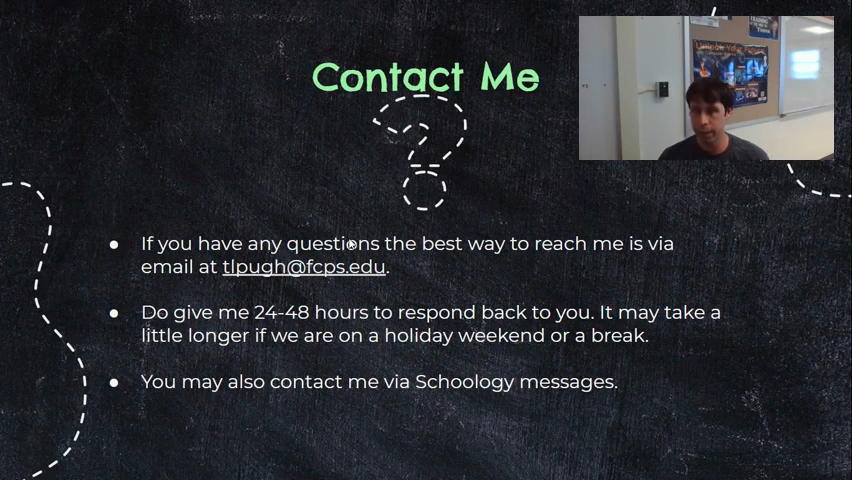 Contact Me
If you have any questions the best way to reach me is via
email at tlpugh@fcps.edu.
Do give me 24-48 hours to respond back to you. It may take a
little longer if we are on a holiday weekend or a break.
You may also contact me via Schoology messages.